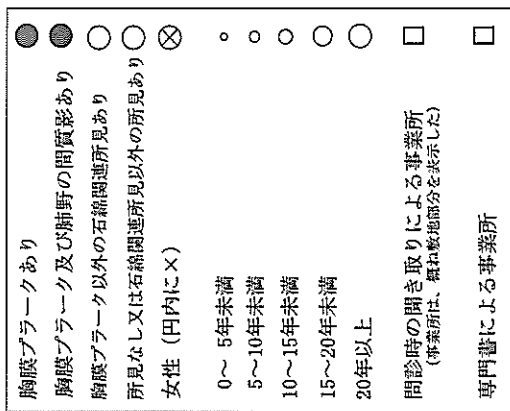 胸膜プラークあり
胸膜プラーク及び肺野の間質影あり
胸膜プラーク以外の石綿関連所見あり
所見なし又は石綿関連所見以外の所見あり
女性（円内に×）
0～ 5年未満
5～10年未満
10～15年未満
15～20年未満
20年以上
問診時の聞き取りによる事業所
（事業所は、概ね敷地部分を表示した）
専門書による事業所